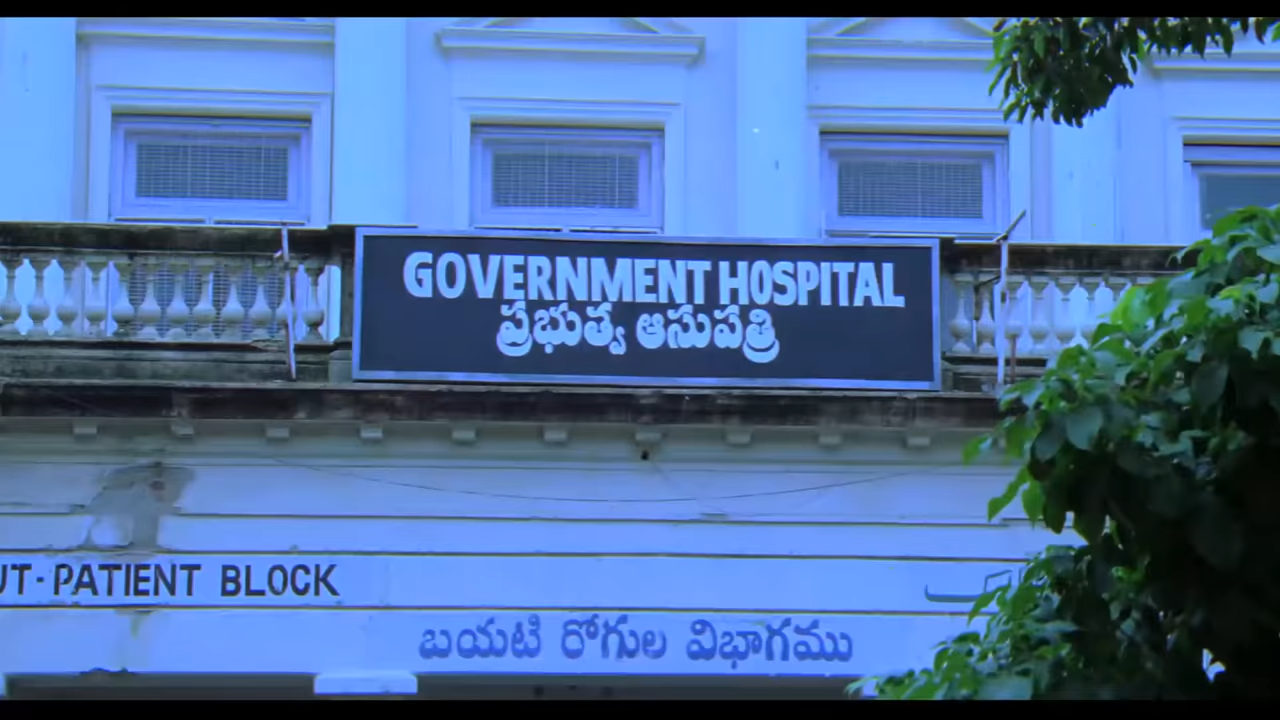 GOVERNMENT HOSPITAL
ప్రభుత్వ ఆసుపత్రి
UT-PATIENT BLOCK
బయటి రోగుల విభాగము